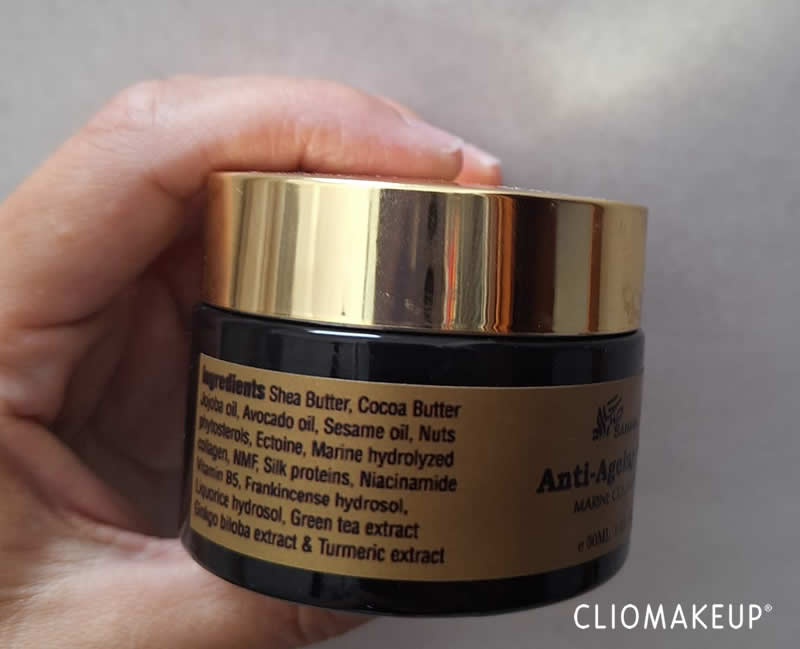 Ingredients Shea Butter, Cocoa Butter
Jojoba oil, Avocado oil, Sesame oil, Nuts
phytosterols, Ectoine, Marine hydrolyzed
collagen, NMF, Silk proteins, Niacinamide
Vitamin B5, Frankincense hydrosol,
Liquorice hydrosol, Green tea extract
Ginkgo biloba extract & Turmeric extract
Anti-Ageing
MARINE
CLIOMAKEUP®